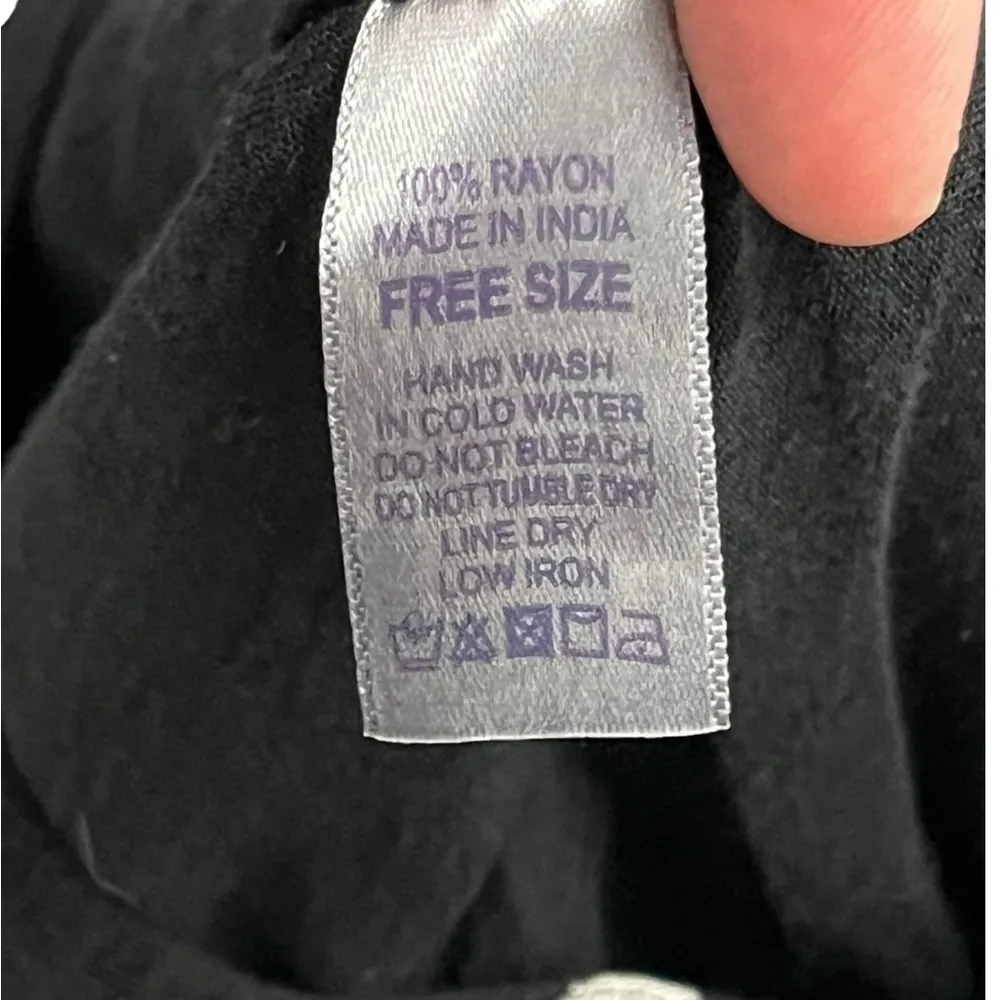 100% RAYON
MADE IN INDIA
FREE SIZE
HAND WASH
IN COLD WATER
DO NOT BLEACH
DO NOT TUMBLE DRY
LINE DRY
LOW IRON